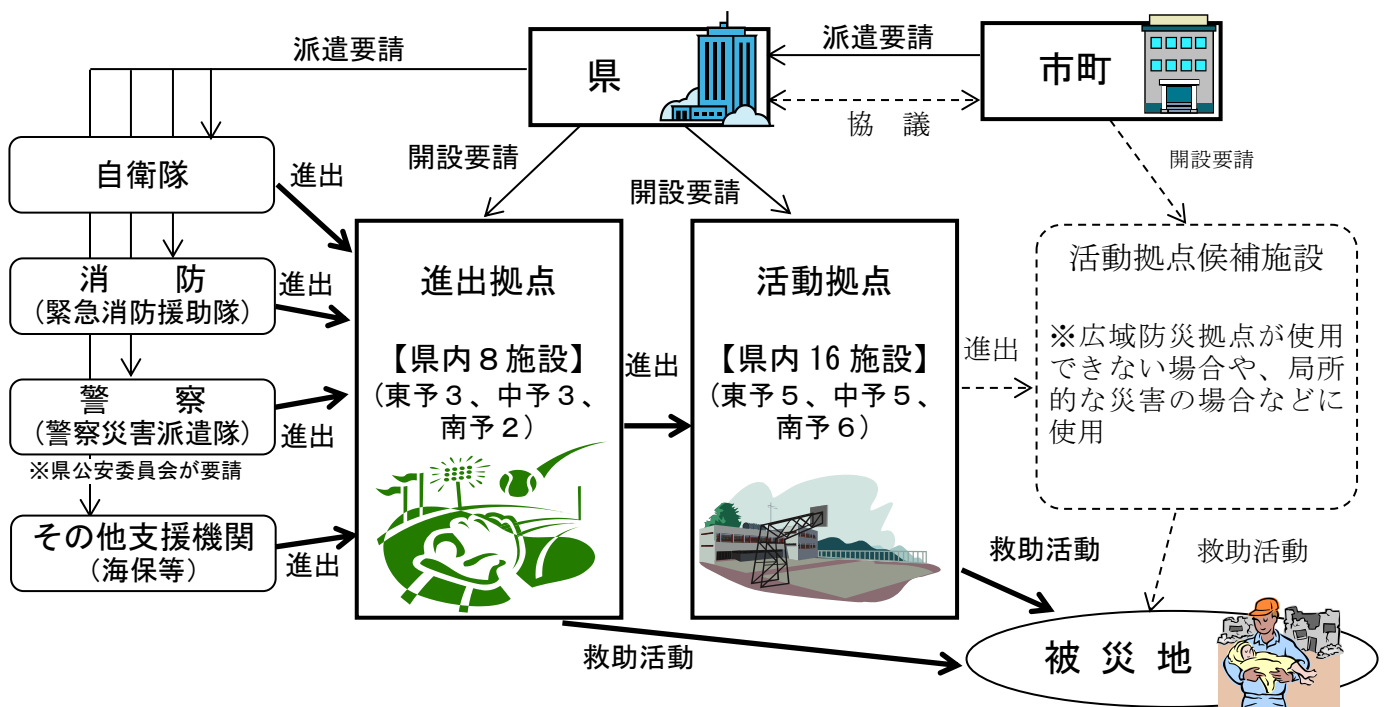 派遣要請
県
派遣要請
市町
協　議
開設要請
開設要請
開設要請
自衛隊
進出
消　　防
（緊急消防援助隊）
進出
警　　察
（警察災害派遣隊）
進出
※県公安委員会が要請
その他支援機関
（海保等）
進出
進出拠点
【県内８施設】
（東予３、中予３、
南予２）
進出
活動拠点
【県内 16 施設】
（東予５、中予５、
南予６）
進出
活動拠点候補施設
※広域防災拠点が使用
できない場合や、局所
的な災害の場合などに
使用
救助活動
救助活動
救助活動
被 災 地